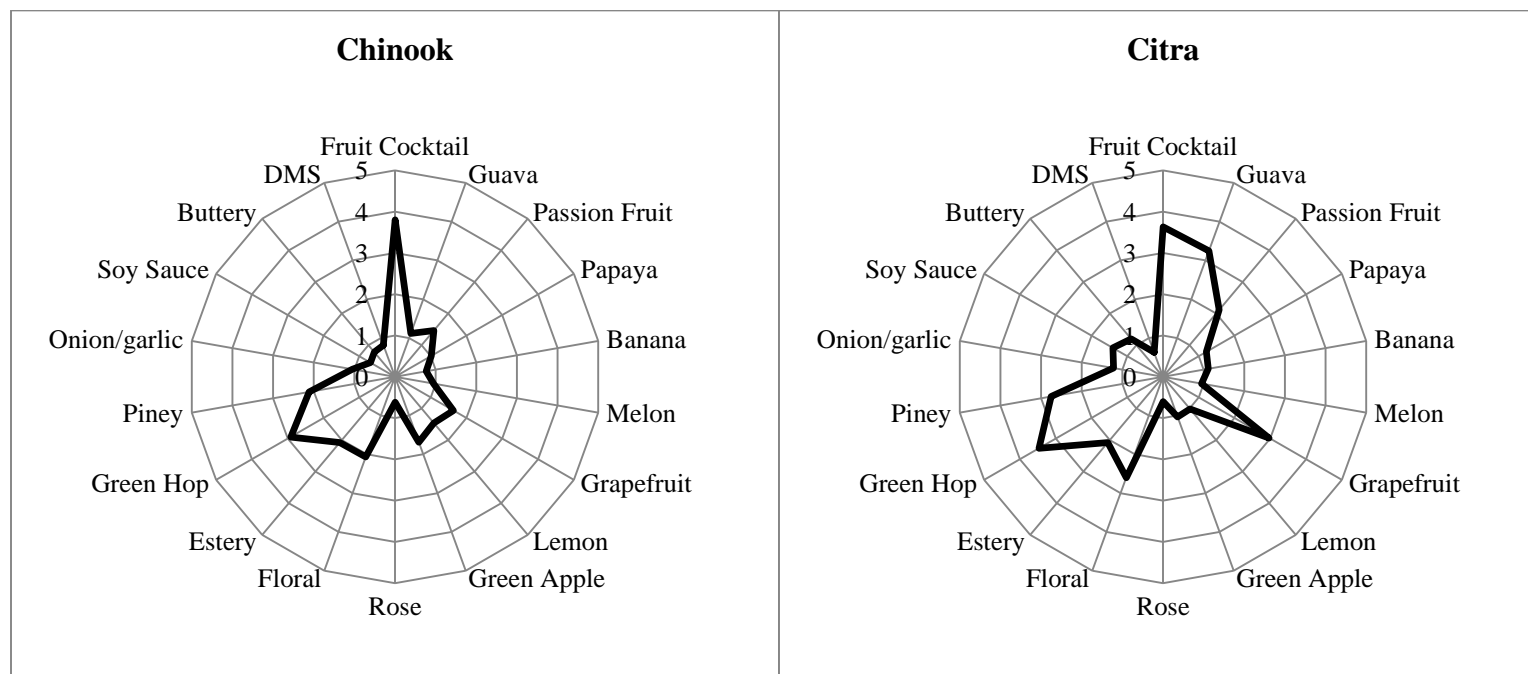 Chinook
Fruit Cocktail
Guava
Passion Fruit
Papaya
Banana
Melon
Grapefruit
Lemon
Green Apple
Rose
Floral
Estery
Green Hop
Piney
Onion/garlic
Soy Sauce
Buttery
DMS
5
4
3
2
1
0
Citra
Fruit Cocktail
Guava
Passion Fruit
Papaya
Banana
Melon
Grapefruit
Lemon
Green Apple
Rose
Floral
Estery
Green Hop
Piney
Onion/garlic
Soy Sauce
Buttery
DMS
5
4
3
2
1
0